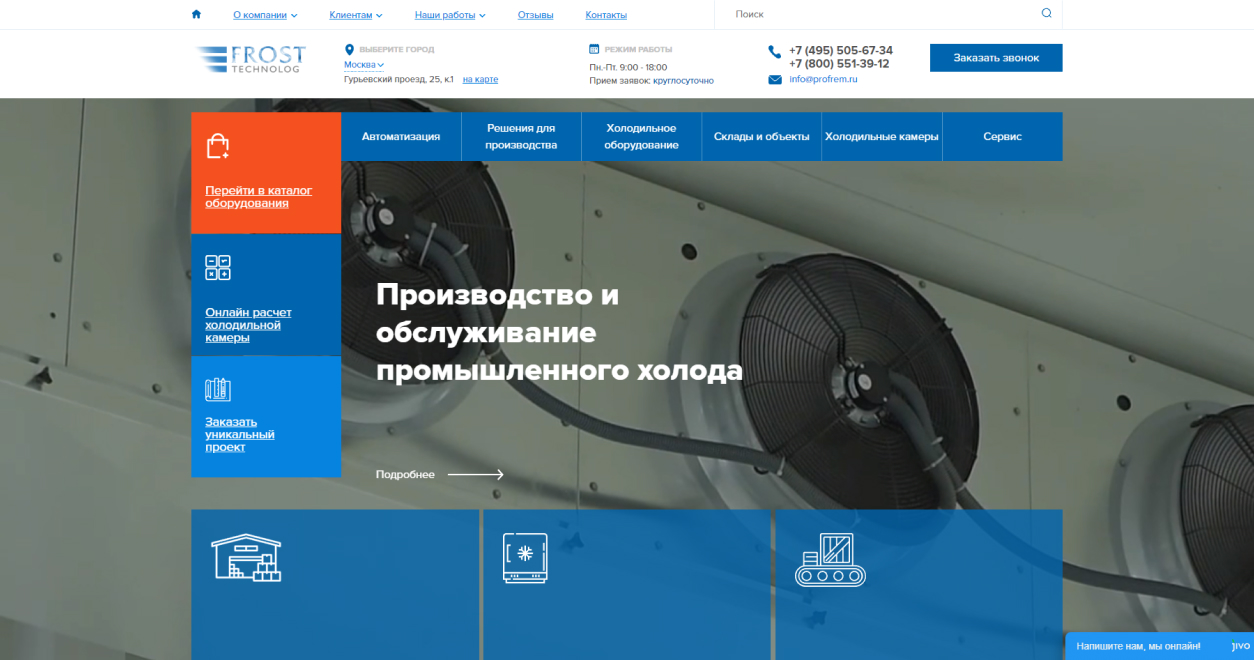 О компании
Клиентам
Наши работы
Отзывы
Контакты
Поиск
FROST
TECHNOLOG
ВЫБЕРИТЕ ГОРОД
Москва
Гурьевский проезд, 25, к.1 на карте
РЕЖИМ РАБОТЫ
Пн.-Пт. 9:00 - 18:00
Прием заявок: круглосуточно
+7 (495) 505-67-34
+7 (800) 551-39-12
info@profrem.ru
Заказать звонок
Перейти в каталог
оборудования
Онлайн расчет
холодильной
камеры
Заказать
уникальный
проект
Автоматизация
Решения для
производства
Холодильное
оборудование
Склады и объекты
Холодильные камеры
Сервис
Производство и
обслуживание
промышленного холода
Подробнее
Напишите нам, мы онлайн!
jivo